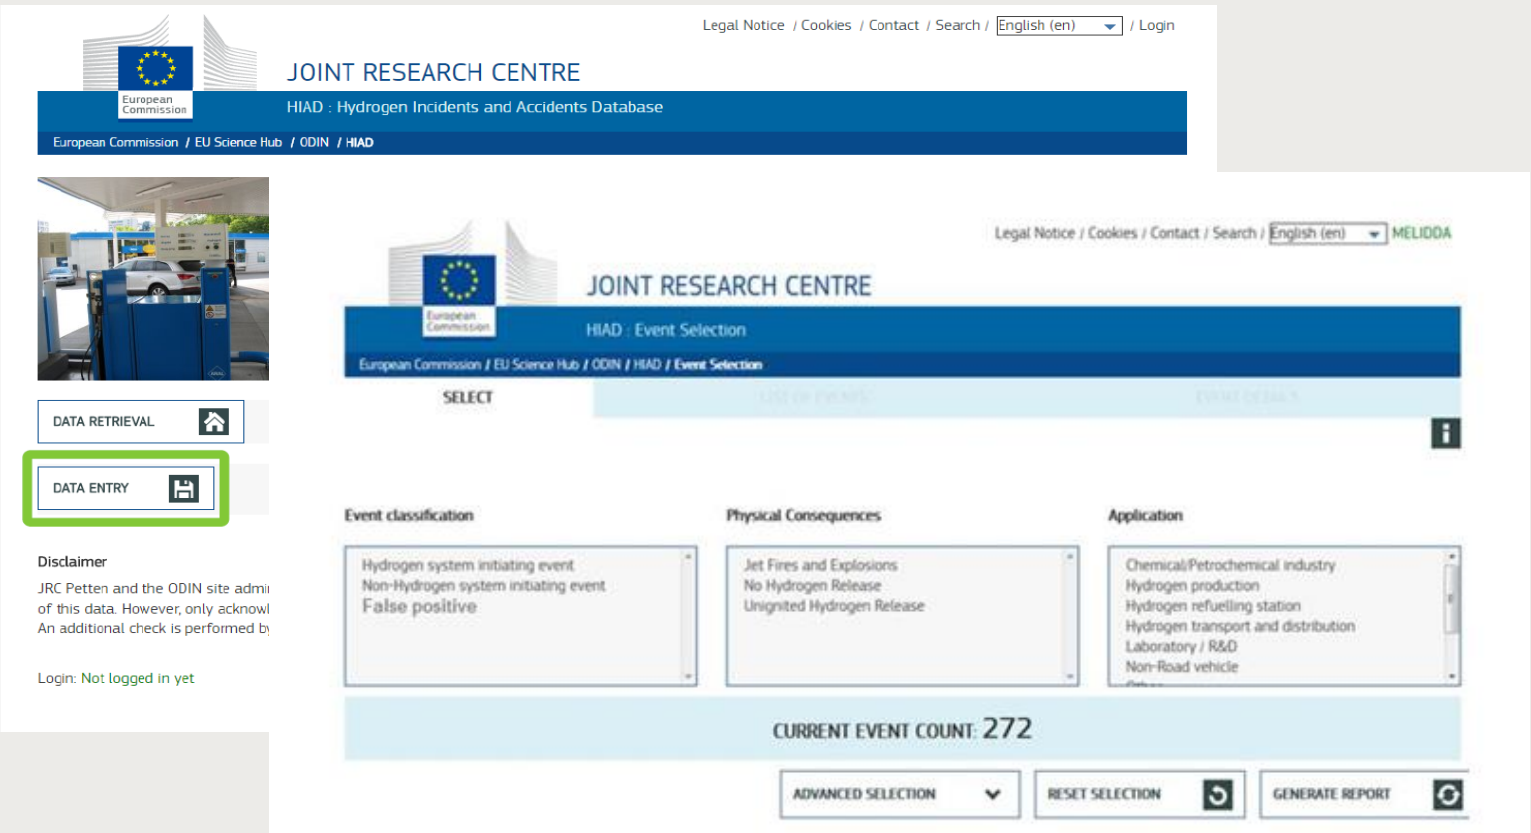 Legal Notice / Cookies / Contact / Search / English (en) / Login
European
Commission
JOINT RESEARCH CENTRE
HIAD : Hydrogen Incidents and Accidents Database
European Commission / EU Science Hub / ODIN / HIAD
DATA RETRIEVAL
DATA ENTRY
Disclaimer
JRC Petten and the ODIN site admi
of this data. However, only acknowl
An additional check is performed by
Login: Not logged in yet
Legal Notice / Cookies / Contact / Search / English (en) MELIDDA
European
Commission
JOINT RESEARCH CENTRE
HIAD : Event Selection
European Commission / EU Science Hub / ODIN / HIAD / Event Selection
SELECT
LIST OF EVENTS
EVENT DETAILS
i
Event classification
Hydrogen system initiating event
Non-Hydrogen system initiating event
False positive
Physical Consequences
Jet Fires and Explosions
No Hydrogen Release
Unignited Hydrogen Release
Application
Chemical/Petrochemical industry
Hydrogen production
Hydrogen refuelling station
Hydrogen transport and distribution
Laboratory / R&D
Non-Road vehicle
CURRENT EVENT COUNT: 272
ADVANCED SELECTION
RESET SELECTION
GENERATE REPORT